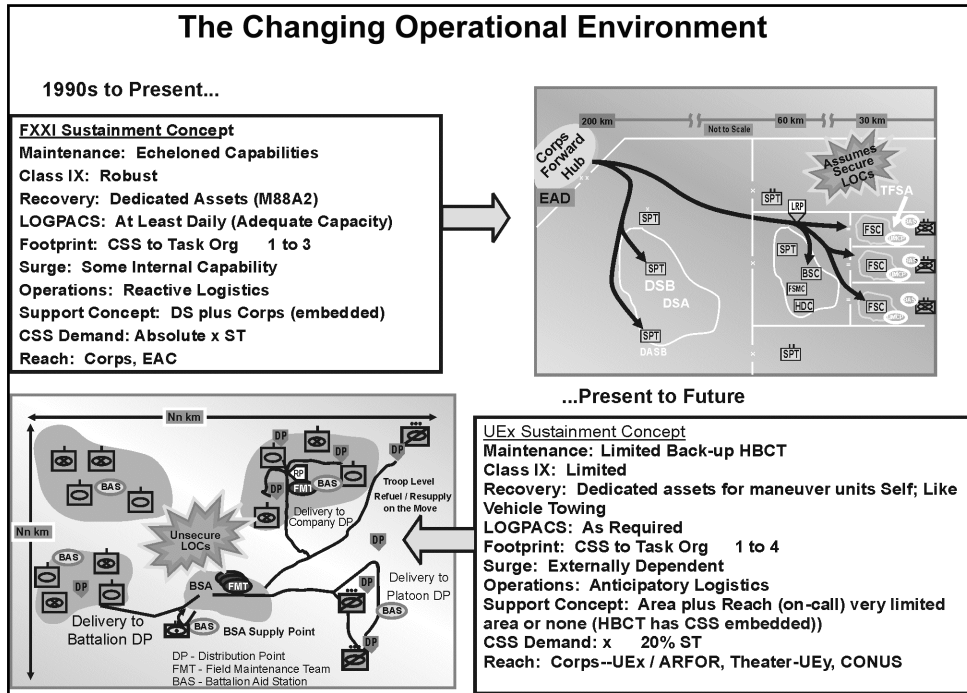 The Changing Operational Environment
1990s to Present...
FXXI Sustainment Concept
Maintenance: Echeloned Capabilities
Class IX: Robust
Recovery: Dedicated Assets (M88A2)
LOGPACS: At Least Daily (Adequate Capacity)
Footprint: CSS to Task Org 1 to 3
Surge: Some Internal Capability
Operations: Reactive Logistics
Support Concept: DS plus Corps (embedded)
CSS Demand: Absolute x ST
Reach: Corps, EAC
200 km
Not to Scale
60 km
30 km
Corps
Forward
Hub
EAD
Assumes
Secure
LOCs
TFSA
SPT
LRP
SPT
FSC
SPT
SPT
BSC
FSC
DSB
DSA
FSMC
HDC
FSC
SPT
DASB
SPT
...Present to Future
Nn km
Nn km
DP
DP
DP
BAS
RP
FMT
BAS
DP
Troop Level
Refuel / Resupply
on the Move
Delivery to
Company DP
Unsecure
LOCs
DP
BAS
DP
BSA
FMT
DP
Delivery to
Platoon DP
BAS
Delivery to
Battalion DP
BAS
BSA Supply Point
DP
DP - Distribution Point
FMT - Field Maintenance Team
BAS - Battalion Aid Station
UEx Sustainment Concept
Maintenance: Limited Back-up HBCT
Class IX: Limited
Recovery: Dedicated assets for maneuver units Self; Like
Vehicle Towing
LOGPACS: As Required
Footprint: CSS to Task Org 1 to 4
Surge: Externally Dependent
Operations: Anticipatory Logistics
Support Concept: Area plus Reach (on-call) very limited
area or none (HBCT has CSS embedded))
CSS Demand: x 20% ST
Reach: Corps--UEx / ARFOR, Theater-UEy, CONUS